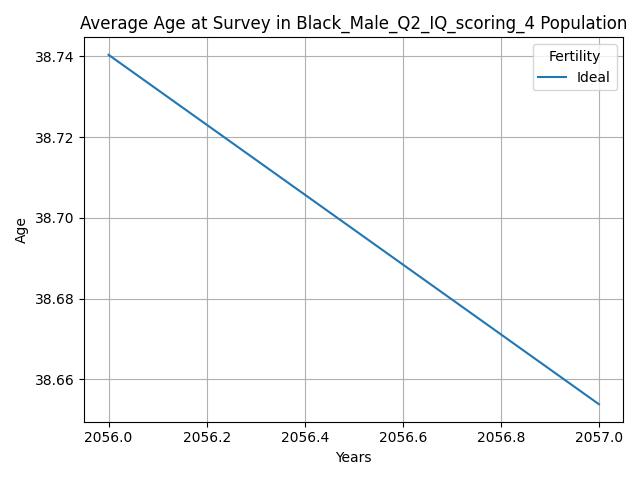 Average Age at Survey in Black_Male_Q2_IQ_scoring_4 Population
Fertility
Ideal
38.74
38.72
38.70
38.68
38.66
Age
2056.0 2056.2 2056.4 2056.6 2056.8 2057.0
Years